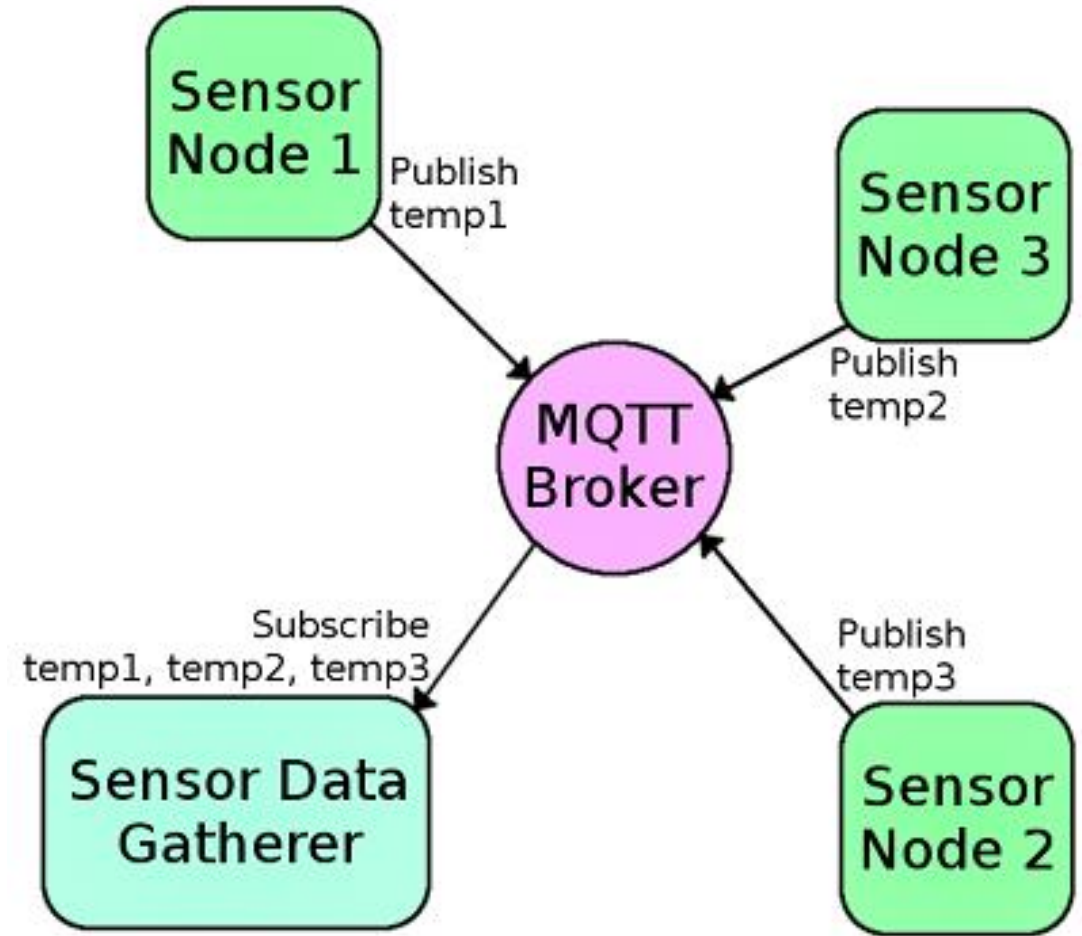 Sensor
Node 1
Publish
temp1
Sensor
Node 3
Publish
temp2
MQTT
Broker
Subscribe
temp1, temp2, temp3
Sensor Data
Gatherer
Publish
temp3
Sensor
Node 2